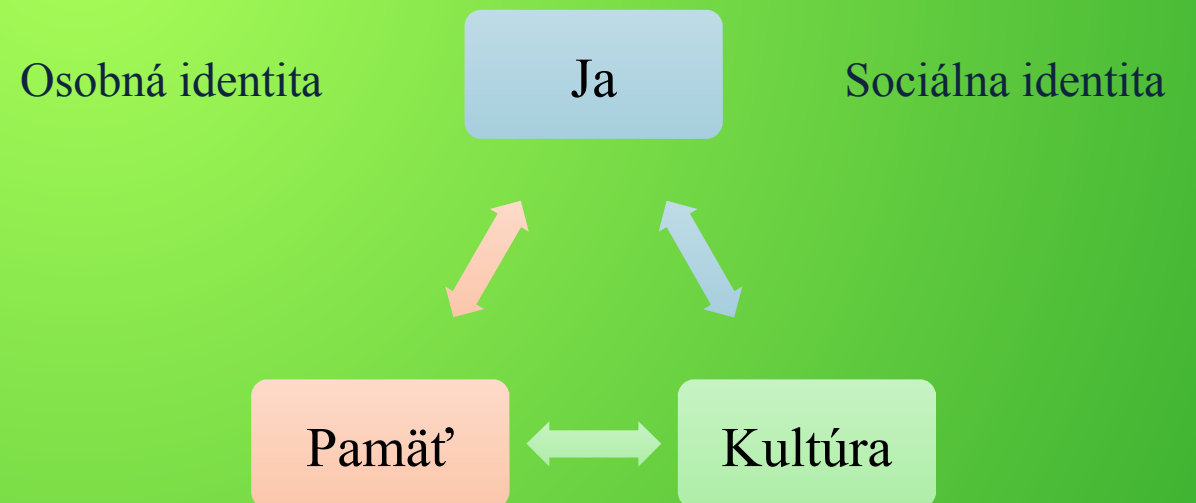 Osobná identita
Ja
Sociálna identita
Pamäť
Kultúra